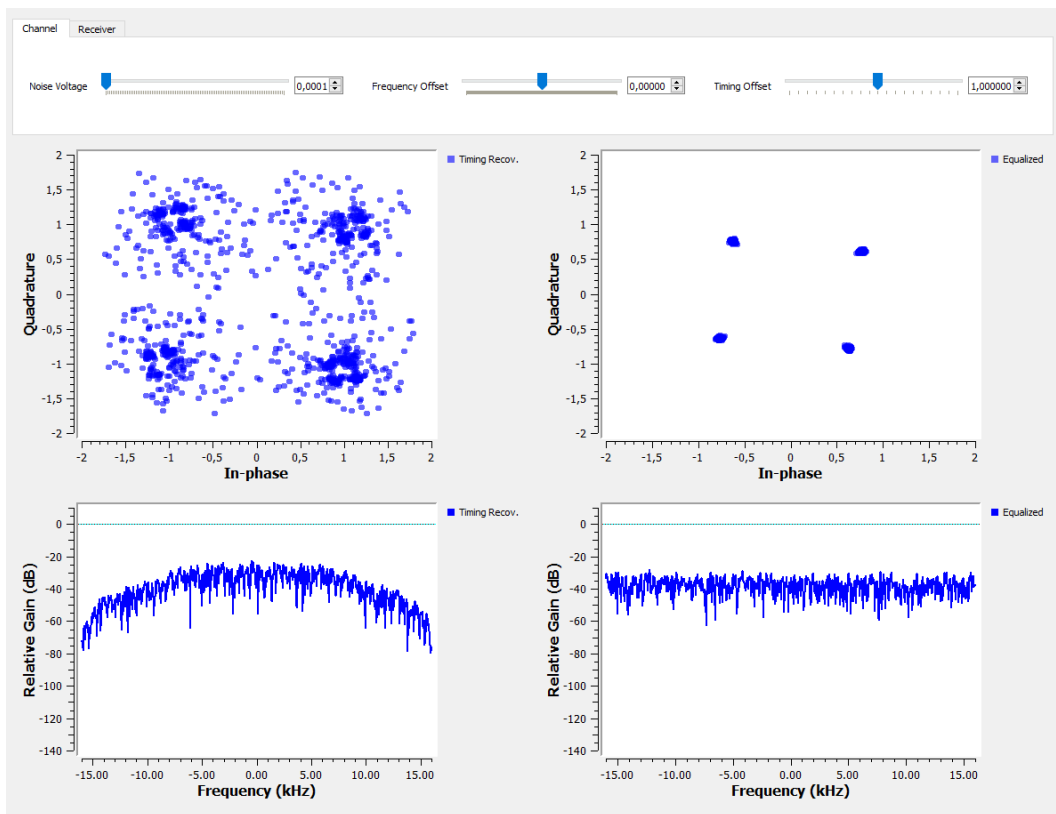 Channel Receiver
Noise Voltage 0,0001 Frequency Offset 0,00000 Timing Offset 1,000000
2
1,5
1
0,5
0
-0,5
-1
-1,5
-2
Quadrature
-2 -1,5 -1 -0,5 0 0,5 1 1,5 2
In-phase
Timing Recov.
2
1,5
1
0,5
0
-0,5
-1
-1,5
-2
Quadrature
-2 -1,5 -1 -0,5 0 0,5 1 1,5 2
In-phase
Equalized
0
-20
-40
-60
-80
-100
-120
-140
Relative Gain (dB)
-15.00 -10.00 -5.00 0.00 5.00 10.00 15.00
Frequency (kHz)
Timing Recov.
0
-20
-40
-60
-80
-100
-120
-140
Relative Gain (dB)
-15.00 -10.00 -5.00 0.00 5.00 10.00 15.00
Frequency (kHz)
Equalized